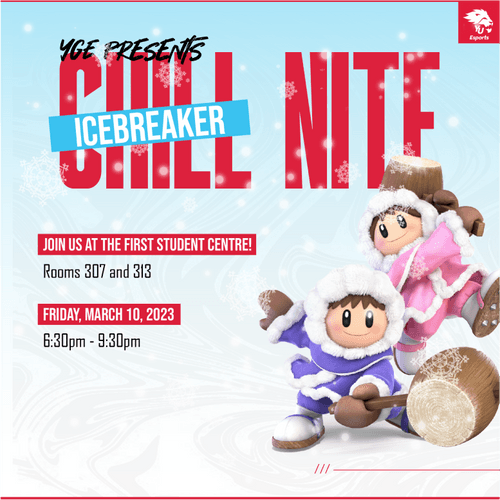 YGE PRESENTS
CHILL NITE
ICEBREAKER
JOIN US AT THE FIRST STUDENT CENTRE!
Rooms 307 and 313
FRIDAY, MARCH 10, 2023
6:30pm - 9:30pm
YU
Esports
///